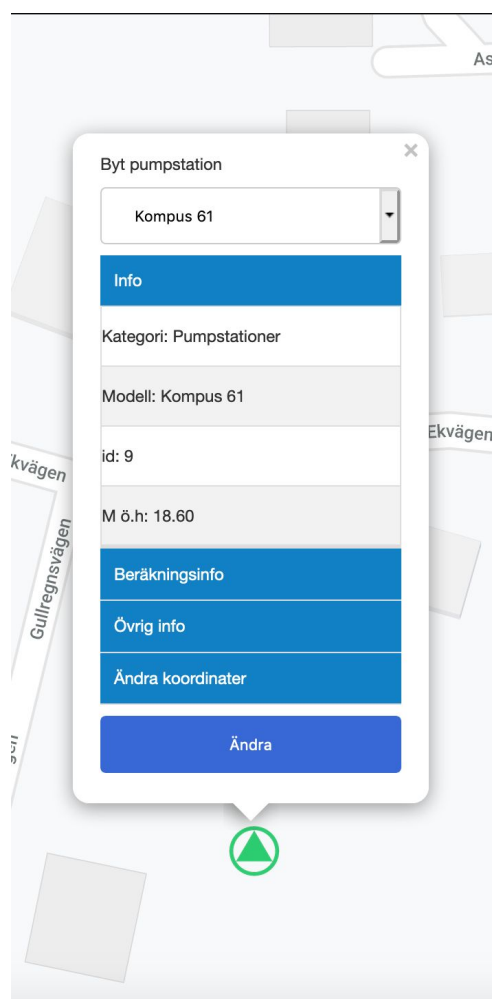 As
Byt pumpstation
×
Kompus 61
Info
Kategori: Pumpstationer
Modell: Kompus 61
Ekvägen
id: 9
kvägen
M ö.h: 18.60
Gullregnsvägen
Beräkningsinfo
Övrig info
Ändra koordinater
Ändra
gen